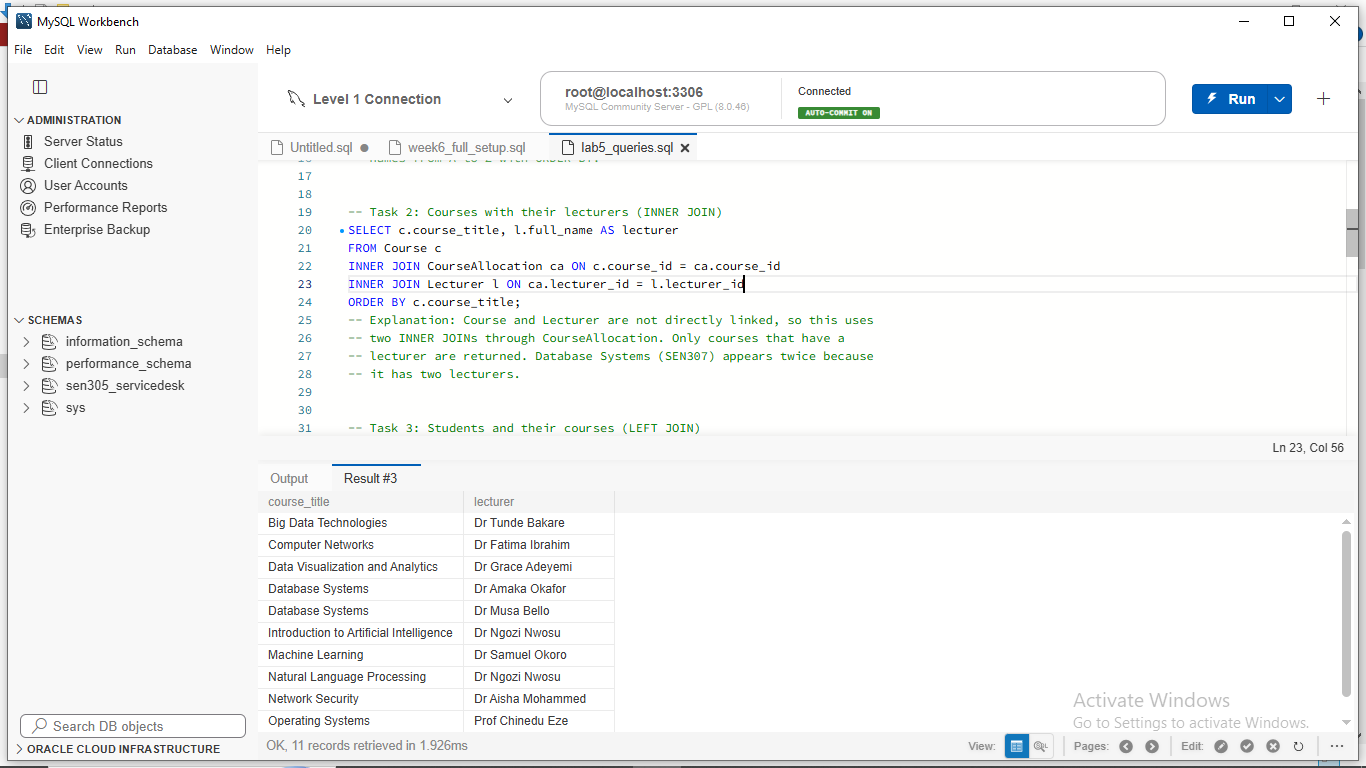 MySQL Workbench
File Edit View Run Database Window Help
Level 1 Connection
root@localhost:3306
MySQL Community Server - GPL (8.0.46)
Connected
AUTO-COMMIT ON
Run
ADMINISTRATION
Server Status
Client Connections
User Accounts
Performance Reports
Enterprise Backup
SCHEMAS
information_schema
performance_schema
sen305_servicedesk
sys
Search DB objects
ORACLE CLOUD INFRASTRUCTURE
Untitled.sql week6_full_setup.sql lab5_queries.sql
17
18
19 -- Task 2: Courses with their lecturers (INNER JOIN)
20 SELECT c.course_title, l.full_name AS lecturer
21 FROM Course c
22 INNER JOIN CourseAllocation ca ON c.course_id = ca.course_id
23 INNER JOIN Lecturer l ON ca.lecturer_id = l.lecturer_id
24 ORDER BY c.course_title;
25 -- Explanation: Course and Lecturer are not directly linked, so this uses
26 -- two INNER JOINs through CourseAllocation. Only courses that have a
27 -- lecturer are returned. Database Systems (SEN307) appears twice because
28 -- it has two lecturers.
29
30
31 -- Task 3: Students and their courses (LEFT JOIN)
Ln 23, Col 56
Output Result #3
course_title lecturer
Big Data Technologies Dr Tunde Bakare
Computer Networks Dr Fatima Ibrahim
Data Visualization and Analytics Dr Grace Adeyemi
Database Systems Dr Amaka Okafor
Database Systems Dr Musa Bello
Introduction to Artificial Intelligence Dr Ngozi Nwosu
Machine Learning Dr Samuel Okoro
Natural Language Processing Dr Ngozi Nwosu
Network Security Dr Aisha Mohammed
Operating Systems Prof Chinedu Eze
Activate Windows
Go to Settings to activate Windows.
OK, 11 records retrieved in 1.926ms
View: Pages: Edit: